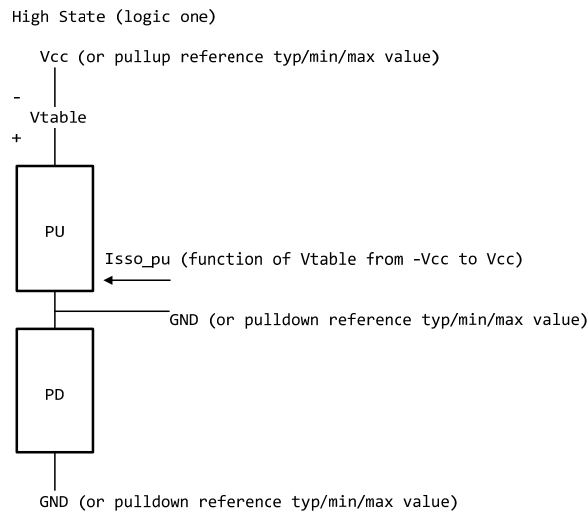 High State (logic one)
Vcc (or pullup reference typ/min/max value)
-
Vtable
+
PU
Isso_pu (function of Vtable from -Vcc to Vcc)
GND (or pulldown reference typ/min/max value)
PD
GND (or pulldown reference typ/min/max value)